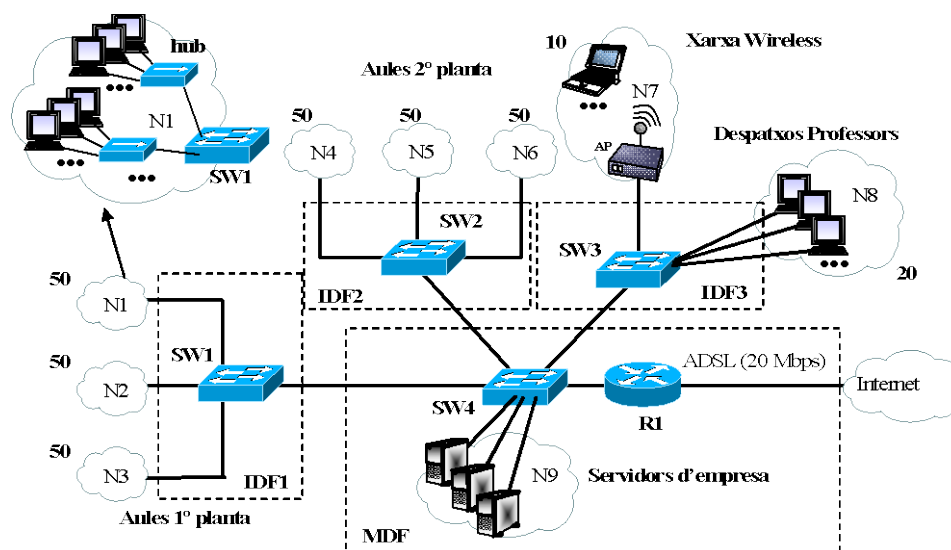 hub
N1
SW1
10
Xarxa Wireless
N7
AP
Aules 2º planta
50
50
50
N4
N5
N6
Despatxos Professors
N8
20
SW2
IDF2
SW3
IDF3
50
N1
50
N2
50
N3
SW1
IDF1
Aules 1º planta
SW4
ADSL (20 Mbps)
R1
Internet
N9
Servidors d'empresa
MDF